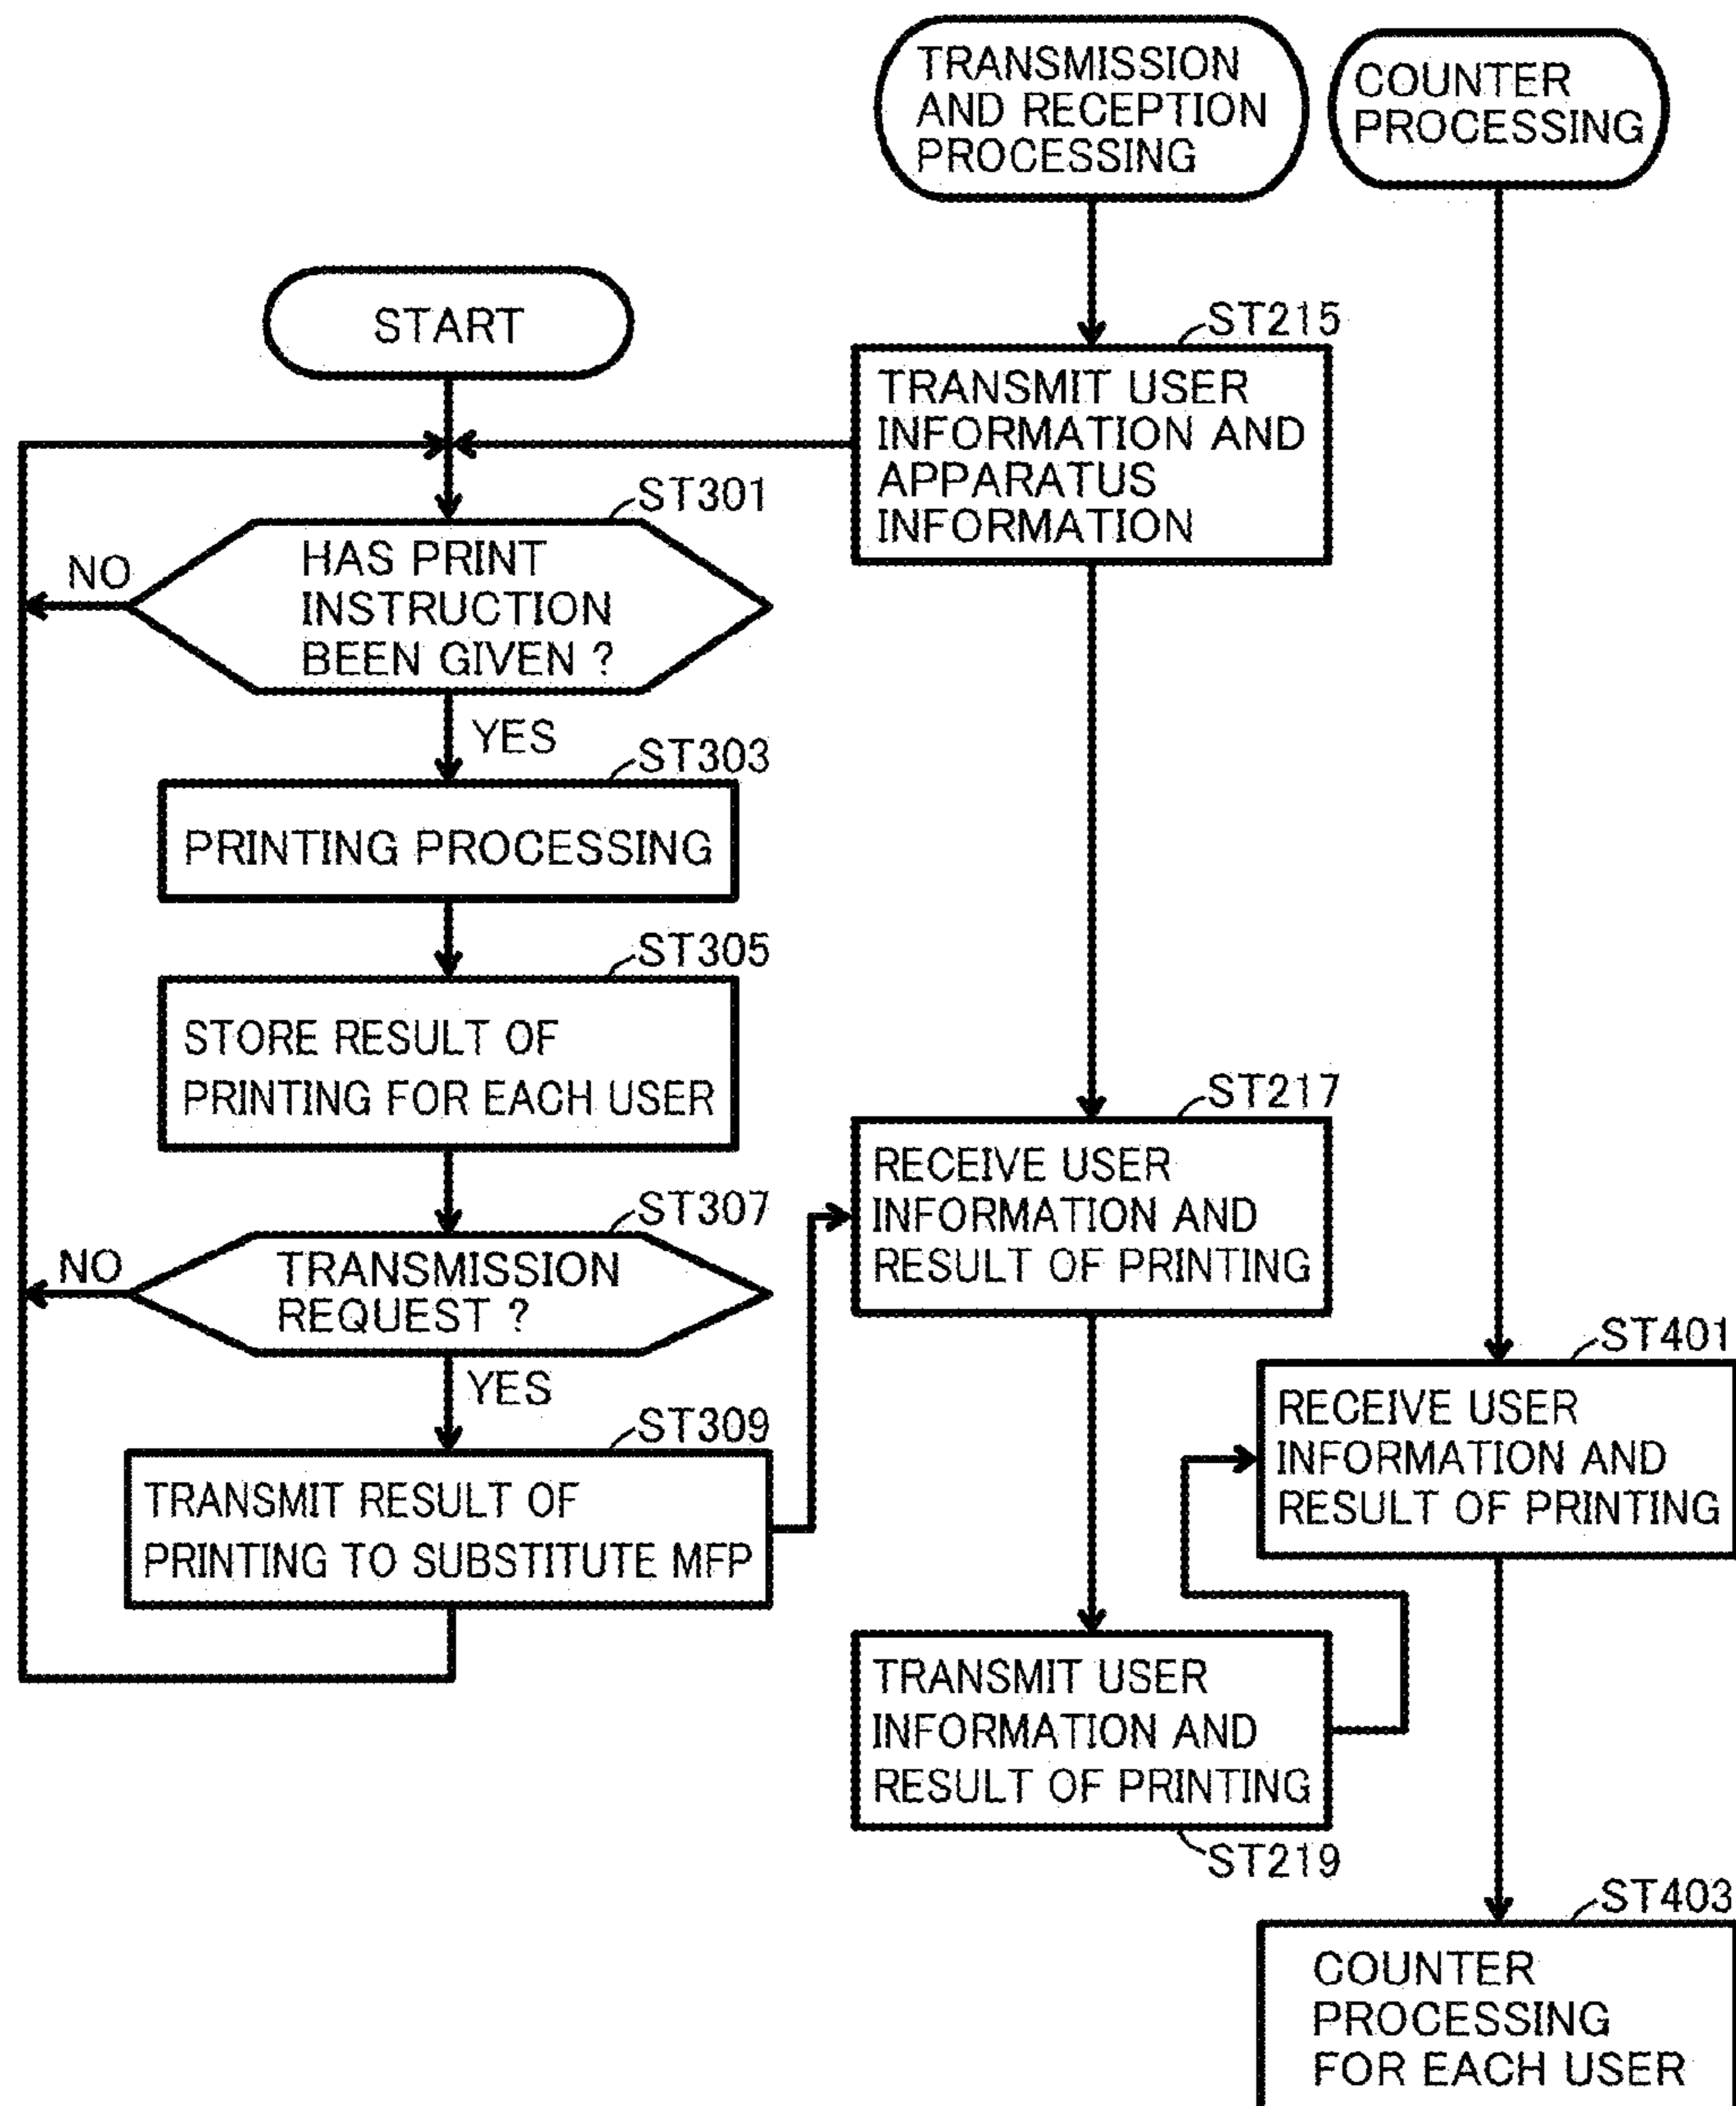 TRANSMISSION
AND RECEPTION
PROCESSING
COUNTER
PROCESSING
START
ST215
TRANSMIT USER
INFORMATION AND
APPARATUS
INFORMATION
ST301
HAS PRINT
INSTRUCTION
BEEN GIVEN ?
NO
YES
ST303
PRINTING PROCESSING
ST305
STORE RESULT OF
PRINTING FOR EACH USER
ST217
RECEIVE USER
INFORMATION AND
RESULT OF PRINTING
ST307
TRANSMISSION
REQUEST ?
NO
YES
ST309
TRANSMIT RESULT OF
PRINTING TO SUBSTITUTE MFP
ST401
RECEIVE USER
INFORMATION AND
RESULT OF PRINTING
TRANSMIT USER
INFORMATION AND
RESULT OF PRINTING
ST219
ST403
COUNTER
PROCESSING
FOR EACH USER